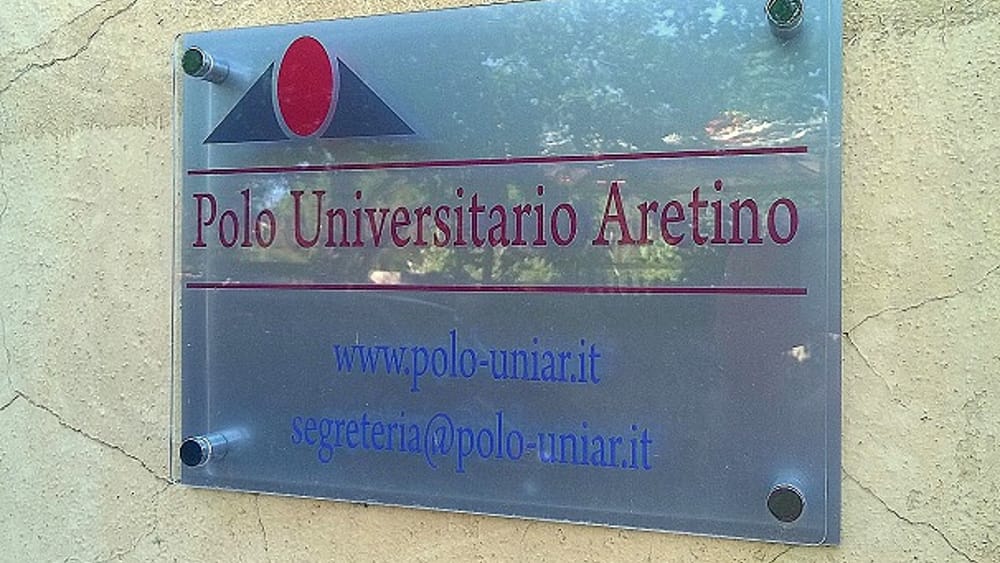 Polo Universitario Aretino
www.polo-uniar.it
segreteria@polo-uniar.it